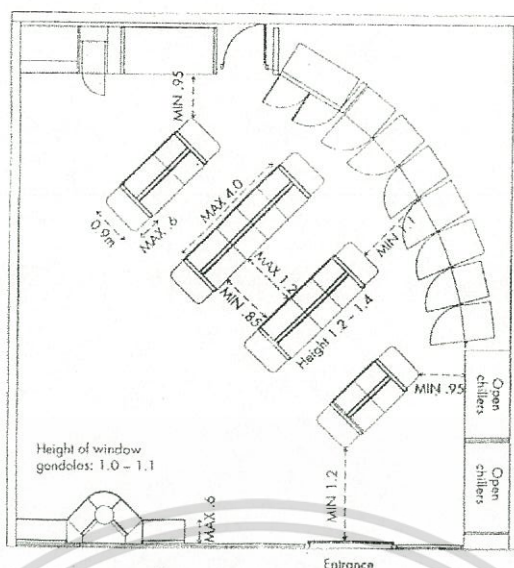 MIN .95
0.9m
MAX .6
MAX 4.0
MAX 1.2
MIN .85
MIN 1.1
Height 1.2 – 1.4
MIN .95
Open
chillers
Open
chillers
Height of window
gondolas: 1.0 – 1.1
MAX .6
MIN 1.2
Entrance